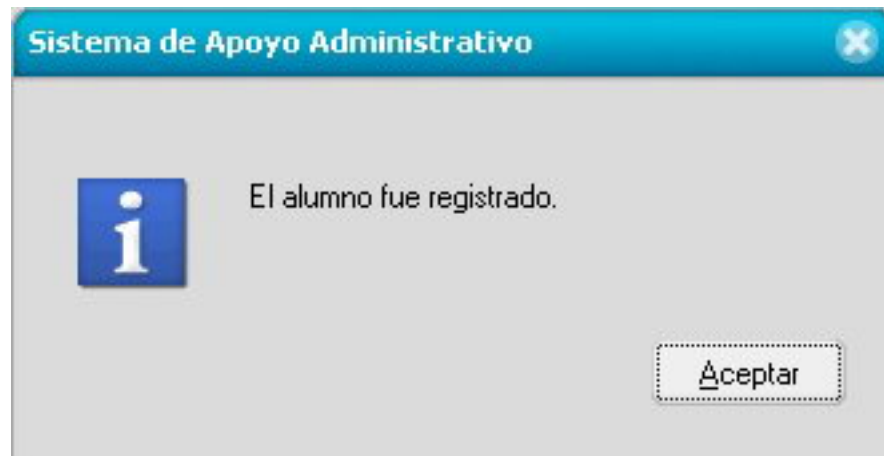 Sistema de Apoyo Administrativo
El alumno fue registrado.
Aceptar